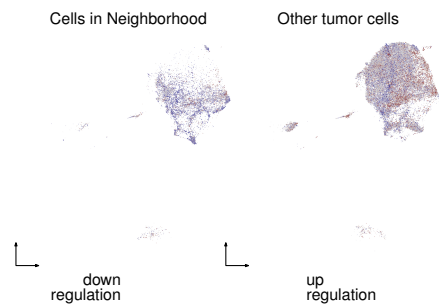 Cells in Neighborhood
Other tumor cells
down
regulation
up
regulation